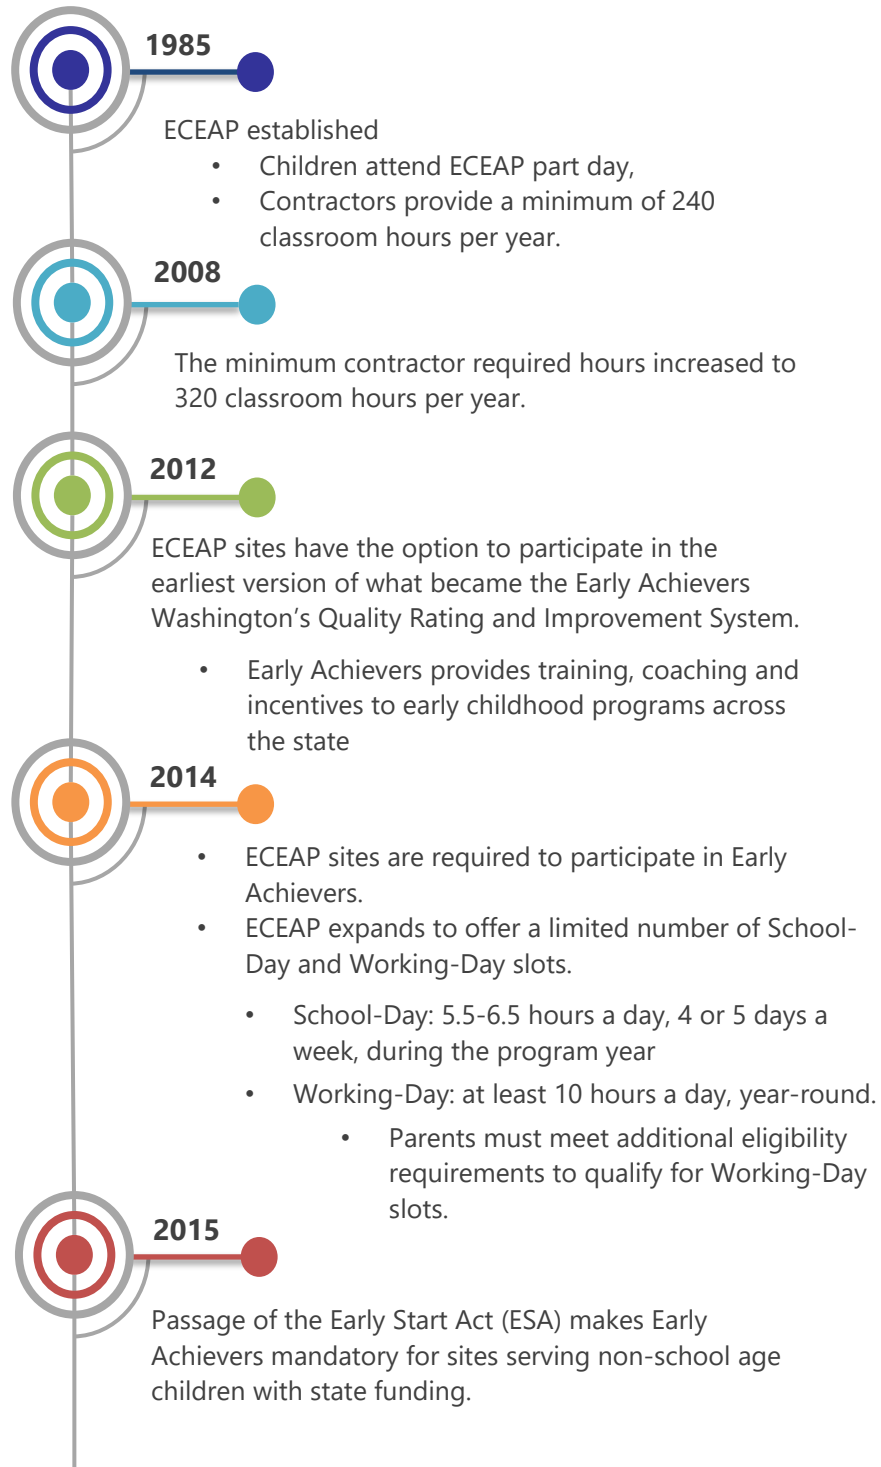 1985
ECEAP established
• Children attend ECEAP part day,
• Contractors provide a minimum of 240
classroom hours per year.
2008
The minimum contractor required hours increased to
320 classroom hours per year.
2012
ECEAP sites have the option to participate in the
earliest version of what became the Early Achievers
Washington’s Quality Rating and Improvement System.
• Early Achievers provides training, coaching and
incentives to early childhood programs across
the state
2014
• ECEAP sites are required to participate in Early
Achievers.
• ECEAP expands to offer a limited number of School-
Day and Working-Day slots.
• School-Day: 5.5-6.5 hours a day, 4 or 5 days a
week, during the program year
• Working-Day: at least 10 hours a day, year-round.
• Parents must meet additional eligibility
requirements to qualify for Working-Day
slots.
2015
Passage of the Early Start Act (ESA) makes Early
Achievers mandatory for sites serving non-school age
children with state funding.